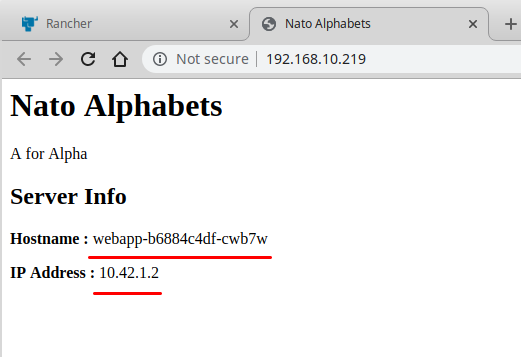 Rancher
Nato Alphabets
Not secure
192.168.10.219
Nato Alphabets
A for Alpha
Server Info
Hostname : webapp-b6884c4df-cwb7w
IP Address : 10.42.1.2